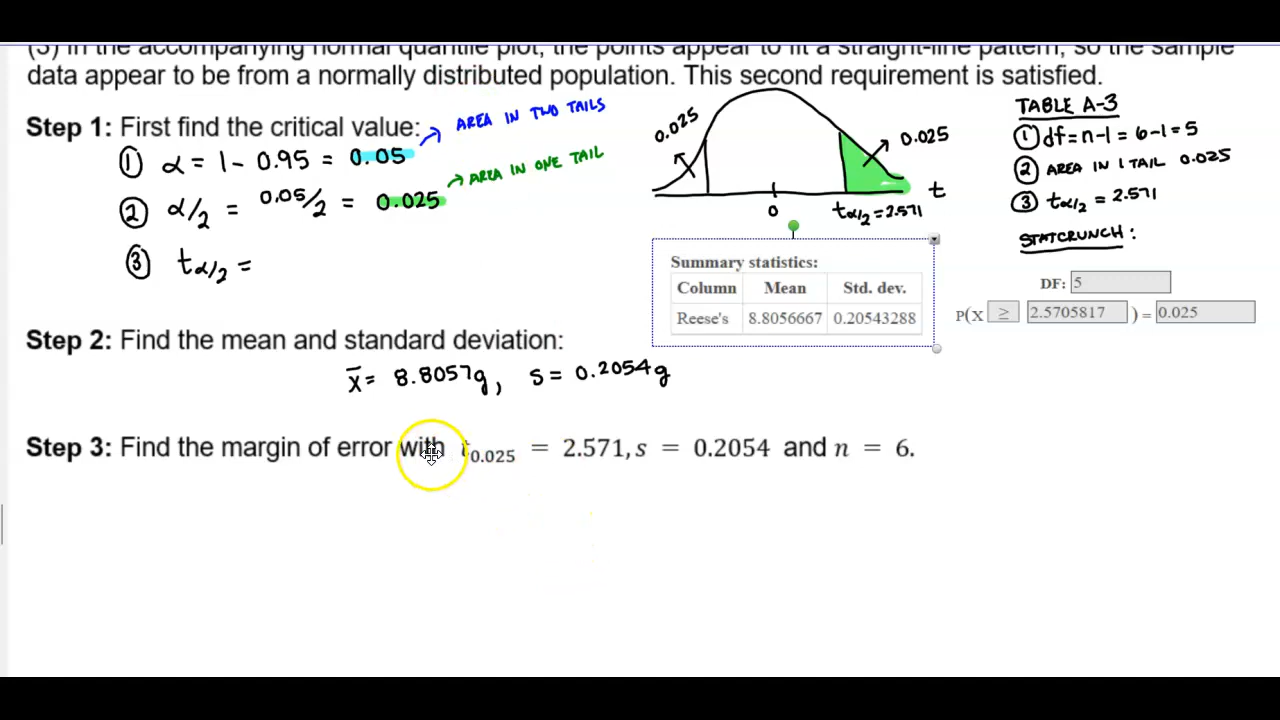 (3) In the accompanying normal quantile plot, the points appear to fit a straight-line pattern, so the sample
data appear to be from a normally distributed population. This second requirement is satisfied.
Step 1: First find the critical value:
→ AREA IN TWO TAILS
① α = 1 - 0.95 = 0.05
→ AREA IN ONE TAIL
② α/2 = 0.05/2 = 0.025
③ tα/2 =
0.025
0.025
0
tα/2 = 2.571
t
TABLE A-3
① df = n-1 = 6-1 = 5
② AREA IN 1 TAIL 0.025
③ tα/2 = 2.571
STATCRUNCH:
DF: 5
P(X ≥ 2.5705817 ) = 0.025
Summary statistics:
Column Mean Std. dev.
Reese's 8.8056667 0.20543288
Step 2: Find the mean and standard deviation:
x̄ = 8.8057g, s = 0.2054g
Step 3: Find the margin of error with t0.025 = 2.571, s = 0.2054 and n = 6.